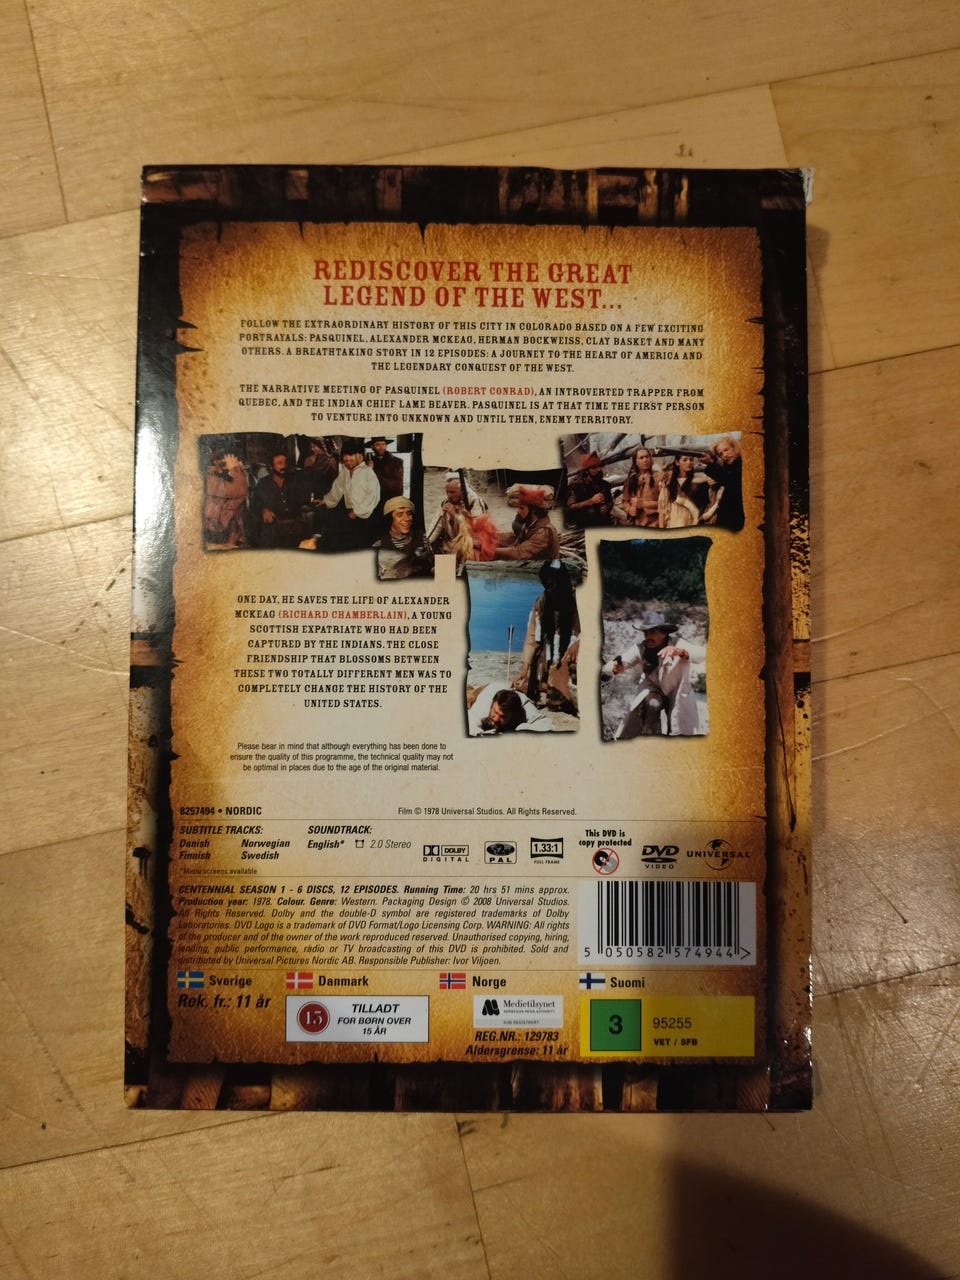 REDISCOVER THE GREAT
LEGEND OF THE WEST...
FOLLOW THE EXTRAORDINARY HISTORY OF THIS CITY IN COLORADO BASED ON A FEW EXCITING
PORTRAYALS: PASQUINEL, ALEXANDER MCKEAG, HERMAN BOCKWEISS, CLAY BASKET AND MANY
OTHERS. A BREATHTAKING STORY IN 12 EPISODES: A JOURNEY TO THE HEART OF AMERICA AND
THE LEGENDARY CONQUEST OF THE WEST.
THE NARRATIVE MEETING OF PASQUINEL (ROBERT CONRAD), AN INTROVERTED TRAPPER FROM
QUEBEC, AND THE INDIAN CHIEF LAME BEAVER. PASQUINEL IS AT THAT TIME THE FIRST PERSON
TO VENTURE INTO UNKNOWN AND UNTIL THEN, ENEMY TERRITORY.
ONE DAY, HE SAVES THE LIFE OF ALEXANDER
MCKEAG (RICHARD CHAMBERLAIN), A YOUNG
SCOTTISH EXPATRIATE WHO HAD BEEN
CAPTURED BY THE INDIANS. THE CLOSE
FRIENDSHIP THAT BLOSSOMS BETWEEN
THESE TWO TOTALLY DIFFERENT MEN WAS TO
COMPLETELY CHANGE THE HISTORY OF THE
UNITED STATES.
Please bear in mind that although everything has been done to
ensure the quality of this programme, the technical quality may not
be optimal in places due to the age of the original material.
8257494 • NORDIC
Film © 1978 Universal Studios. All Rights Reserved.
SUBTITLE TRACKS:
Danish Norwegian
Finnish Swedish
*Menu screens available
SOUNDTRACK:
English* 2.0 Stereo
DOLBY
DIGITAL
2
PAL
1.33:1
FULL FRAME
This DVD is
copy protected
DVD
VIDEO
UNIVERSAL
CENTENNIAL SEASON 1 - 6 DISCS, 12 EPISODES. Running Time: 20 hrs 51 mins approx.
Production year: 1978. Colour. Genre: Western. Packaging Design © 2008 Universal Studios.
All Rights Reserved. Dolby and the double-D symbol are registered trademarks of Dolby
Laboratories. DVD Logo is a trademark of DVD Format/Logo Licensing Corp. WARNING: All rights
of the producer and of the owner of the work reproduced reserved. Unauthorised copying, hiring,
lending, public performance, radio or TV broadcasting of this DVD is prohibited. Sold and
distributed by Universal Pictures Nordic AB. Responsible Publisher: Ivor Viljoen.
5 050582 574944 >
Sverige
Rek. fr.: 11 år
Danmark
15
TILLADT
FOR BØRN OVER
15 ÅR
Norge
Medietilsynet
NORWEGIAN MEDIA AUTHORITY
KUN REGISTRERT
REG.NR.: 129783
Aldersgrense: 11 år
Suomi
3
95255
VET / SFB